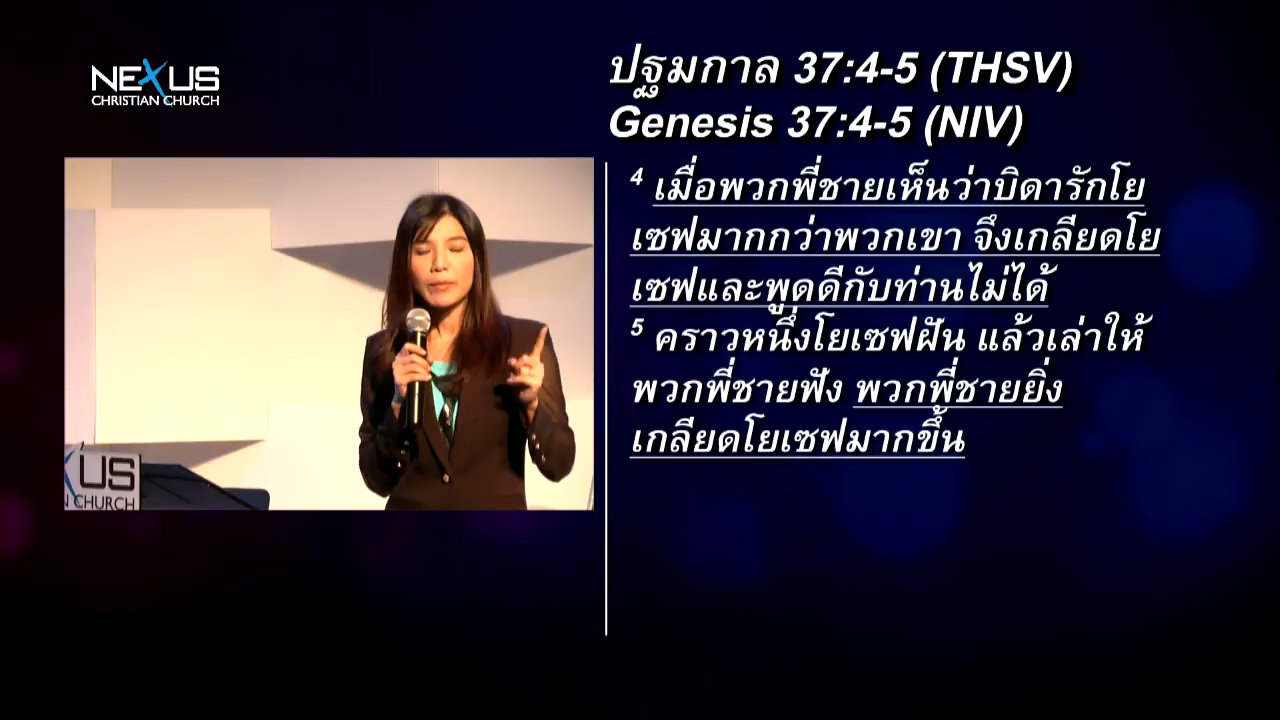 NEXUS
CHRISTIAN CHURCH
ปฐมกาล 37:4-5 (THSV)
Genesis 37:4-5 (NIV)
4 เมื่อพวกพี่ชายเห็นว่าบิดารักโย
เซฟมากกว่าพวกเขา จึงเกลียดโย
เซฟและพูดดีกับท่านไม่ได้
5 คราวหนึ่งโยเซฟฝัน แล้วเล่าให้
พวกพี่ชายฟัง พวกพี่ชายยิ่ง
เกลียดโยเซฟมากขึ้น
XUS
N CHURCH